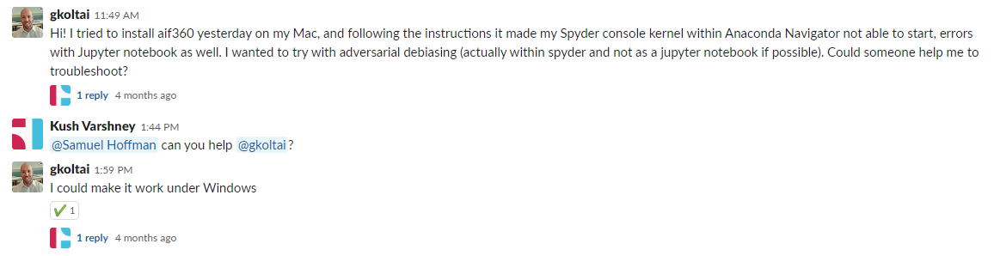 gkoltai 11:49 AM
Hi! I tried to install aif360 yesterday on my Mac, and following the instructions it made my Spyder console kernel within Anaconda Navigator not able to start, errors
with Jupyter notebook as well. I wanted to try with adversarial debiasing (actually within spyder and not as a jupyter notebook if possible). Could someone help me to
troubleshoot?
1 reply 4 months ago
Kush Varshney 1:44 PM
@Samuel Hoffman can you help @gkoltai?
gkoltai 1:59 PM
I could make it work under Windows
1
1 reply 4 months ago